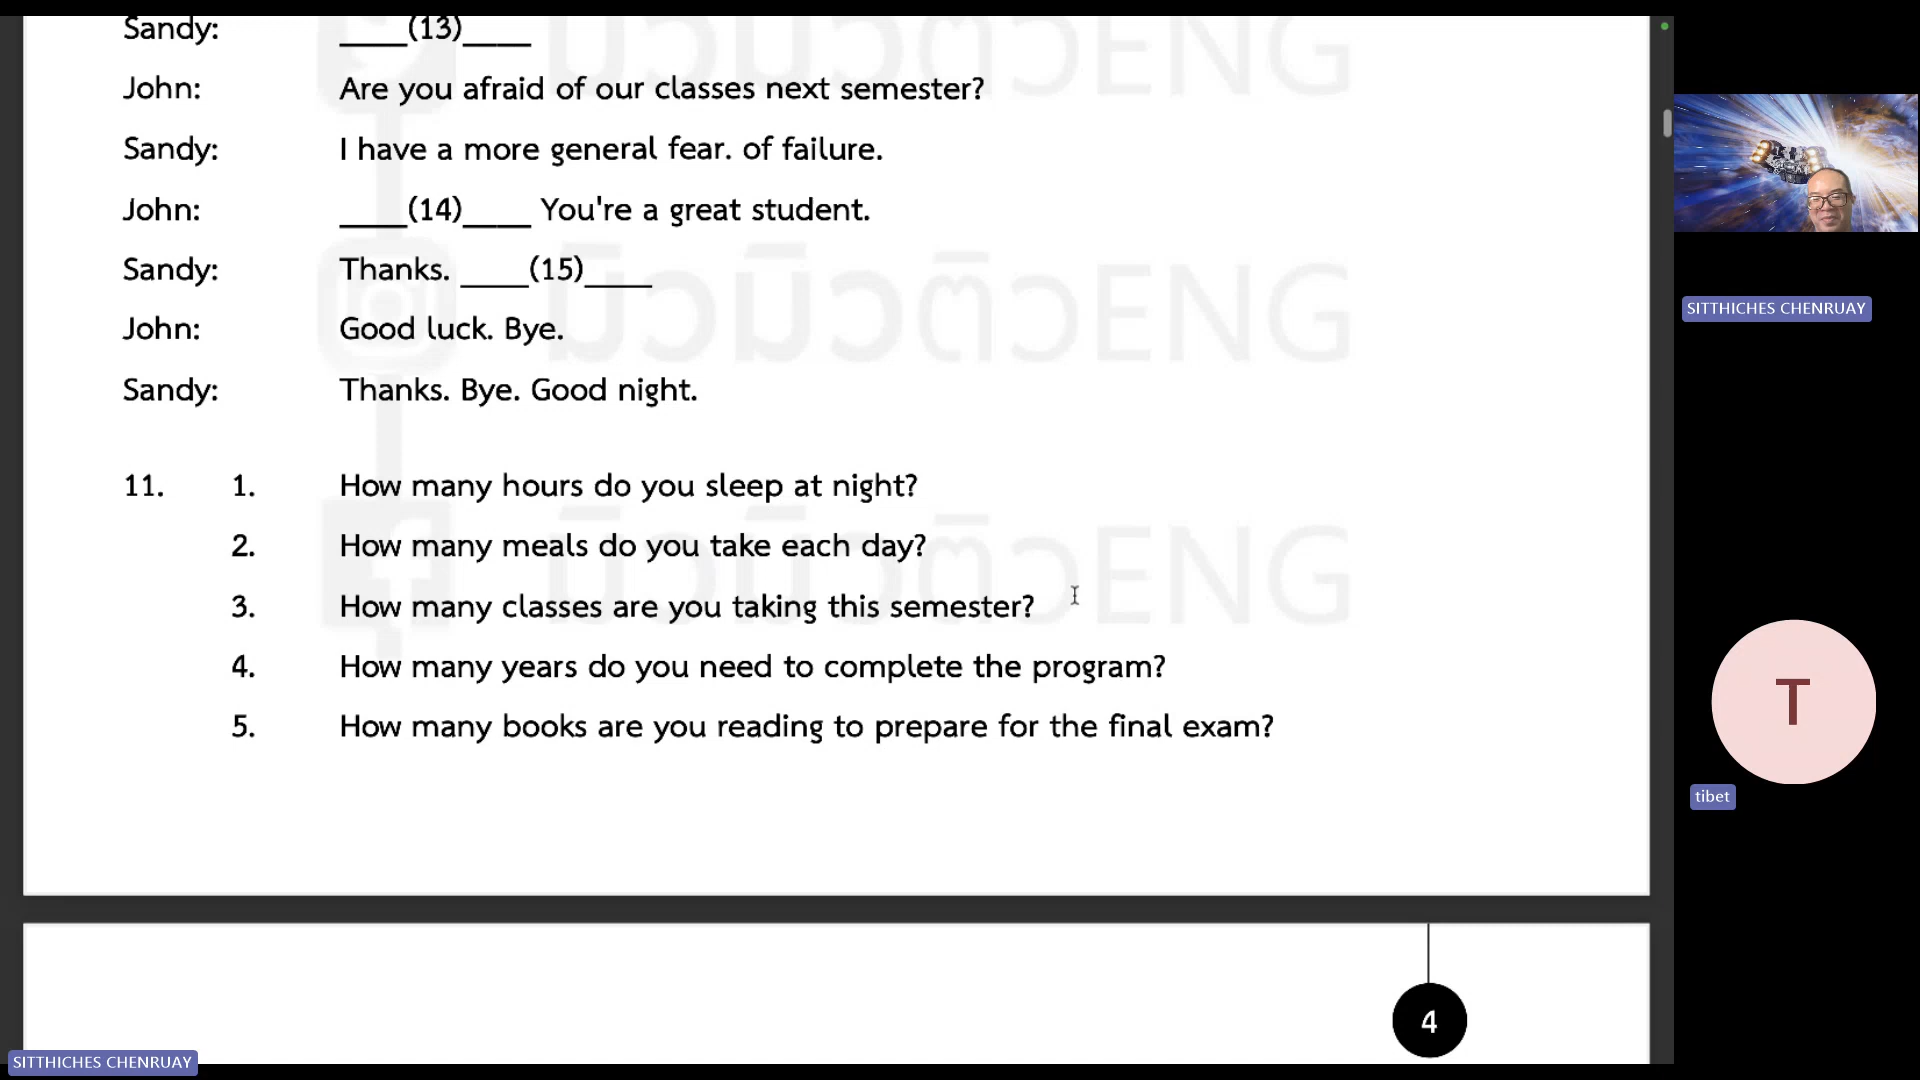 Sandy: ____(13)____
John: Are you afraid of our classes next semester?
Sandy: I have a more general fear. of failure.
John: ____(14)____ You're a great student.
Sandy: Thanks. ____(15)____
John: Good luck. Bye.
Sandy: Thanks. Bye. Good night.
11. 1. How many hours do you sleep at night?
2. How many meals do you take each day?
3. How many classes are you taking this semester?
4. How many years do you need to complete the program?
5. How many books are you reading to prepare for the final exam?
4
SITTHICHES CHENRUAY
T
tibet
SITTHICHES CHENRUAY